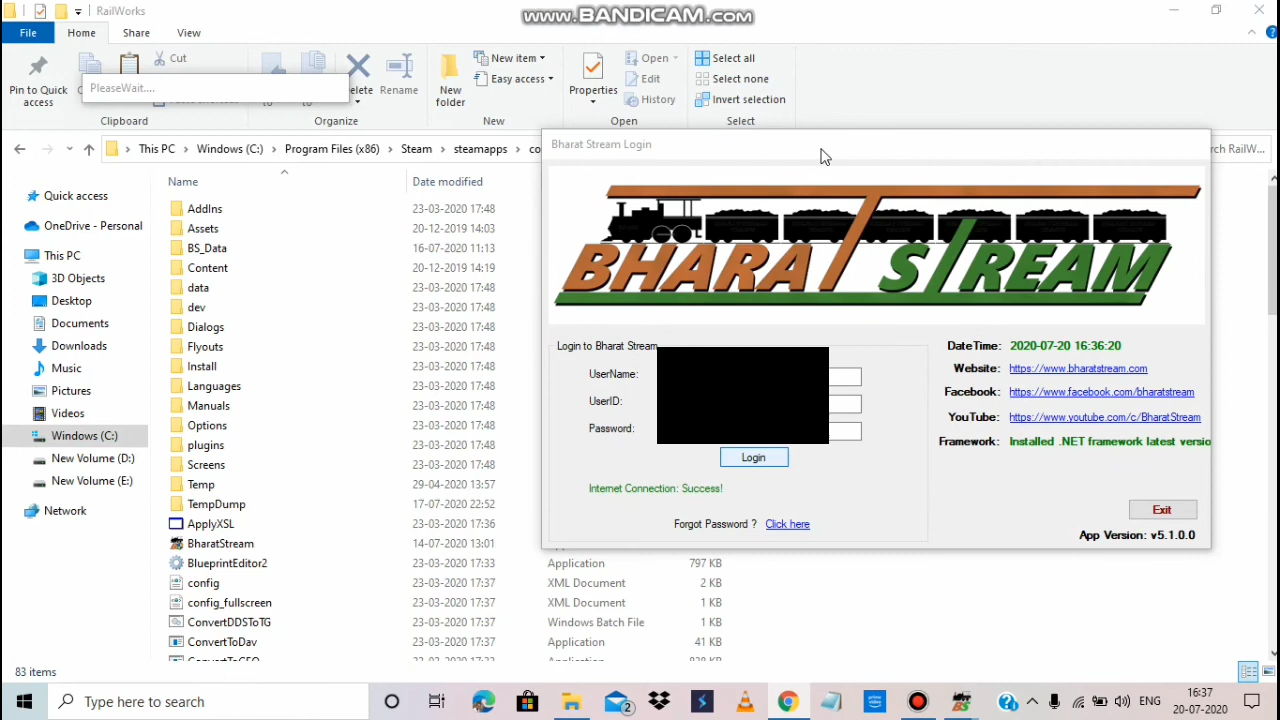 RailWorks
WWW.BANDICAM.COM
File
Home
Share
View
Pin to Quick
access
PleaseWait....
Cut
Rename
New
folder
New item
Easy access
Properties
Open
Edit
History
Select all
Select none
Invert selection
Clipboard
Organize
New
Open
Select
This PC
Windows (C:)
Program Files (x86)
Steam
steamapps
co
rch RailW...
Name
Date modified
Quick access
OneDrive - Personal
This PC
3D Objects
Desktop
Documents
Downloads
Music
Pictures
Videos
Windows (C:)
New Volume (D:)
New Volume (E:)
Network
AddIns 23-03-2020 17:48
Assets 20-12-2019 14:03
BS_Data 16-07-2020 11:13
Content 20-12-2019 14:19
data 23-03-2020 17:48
dev 23-03-2020 17:48
Dialogs 23-03-2020 17:48
Flyouts 23-03-2020 17:48
Install 23-03-2020 17:48
Languages 23-03-2020 17:48
Manuals 23-03-2020 17:48
Options 23-03-2020 17:48
plugins 23-03-2020 17:48
Screens 23-03-2020 17:48
Temp 29-04-2020 13:57
TempDump 17-07-2020 22:52
ApplyXSL 23-03-2020 17:36
BharatStream 14-07-2020 13:01
BlueprintEditor2 23-03-2020 17:33 Application 797 KB
config 23-03-2020 17:37 XML Document 2 KB
config_fullscreen 23-03-2020 17:37 XML Document 1 KB
ConvertDDSToTG 23-03-2020 17:37 Windows Batch File 1 KB
ConvertToDav 23-03-2020 17:37 Application 41 KB
Bharat Stream Login
BHARAT STREAM
Login to Bharat Stream
UserName:
UserID:
Password:
Login
Internet Connection: Success!
Forgot Password ? Click here
DateTime: 2020-07-20 16:36:20
Website: https://www.bharatstream.com
Facebook: https://www.facebook.com/bharatstream
YouTube: https://www.youtube.com/c/BharatStream
Framework: Installed .NET framework latest versio
Exit
App Version: v5.1.0.0
83 items
Type here to search
2
ENG
16:37
20-07-2020